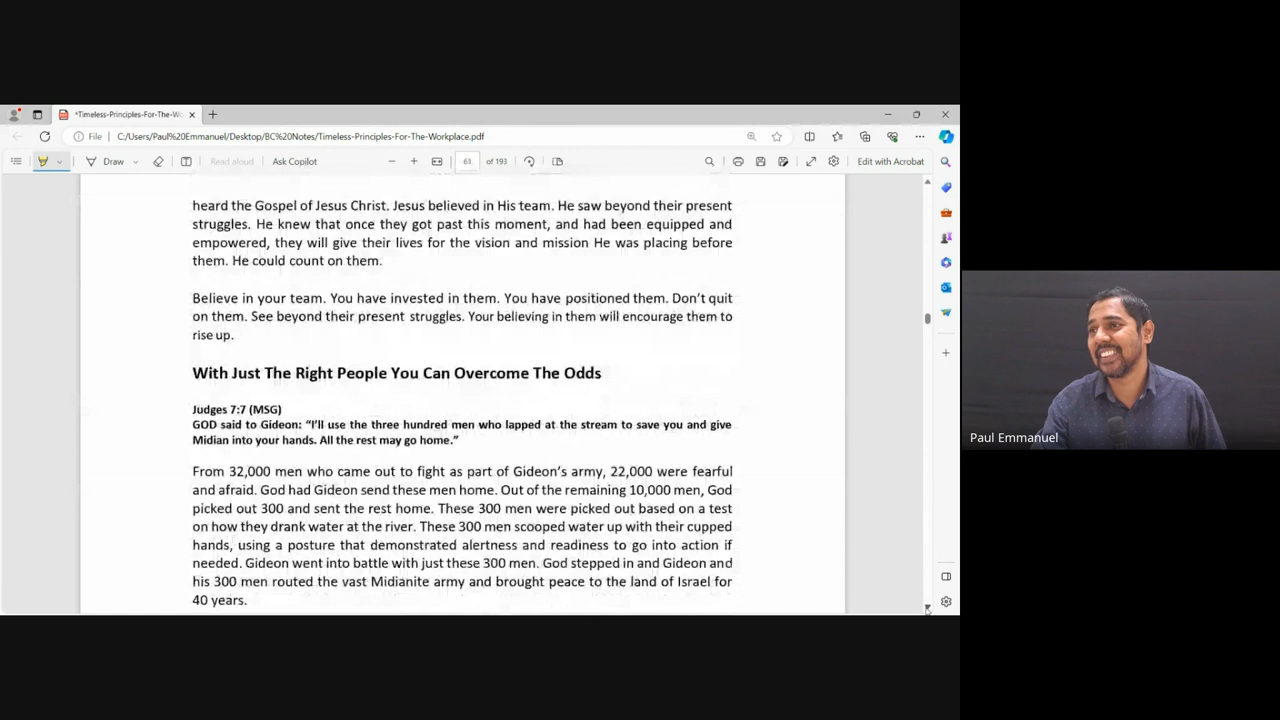 *Timeless-Principles-For-The-Wo
File
C:/Users/Paul%20Emmanuel/Desktop/BC%20Notes/Timeless-Principles-For-The-Workplace.pdf
Draw
Read aloud
Ask Copilot
63 of 193
Edit with Acrobat
heard the Gospel of Jesus Christ. Jesus believed in His team. He saw beyond their present
struggles. He knew that once they got past this moment, and had been equipped and
empowered, they will give their lives for the vision and mission He was placing before
them. He could count on them.
Believe in your team. You have invested in them. You have positioned them. Don't quit
on them. See beyond their present struggles. Your believing in them will encourage them to
rise up.
With Just The Right People You Can Overcome The Odds
Judges 7:7 (MSG)
GOD said to Gideon: "I'll use the three hundred men who lapped at the stream to save you and give
Midian into your hands. All the rest may go home."
From 32,000 men who came out to fight as part of Gideon's army, 22,000 were fearful
and afraid. God had Gideon send these men home. Out of the remaining 10,000 men, God
picked out 300 and sent the rest home. These 300 men were picked out based on a test
on how they drank water at the river. These 300 men scooped water up with their cupped
hands, using a posture that demonstrated alertness and readiness to go into action if
needed. Gideon went into battle with just these 300 men. God stepped in and Gideon and
his 300 men routed the vast Midianite army and brought peace to the land of Israel for
40 years.
Paul Emmanuel